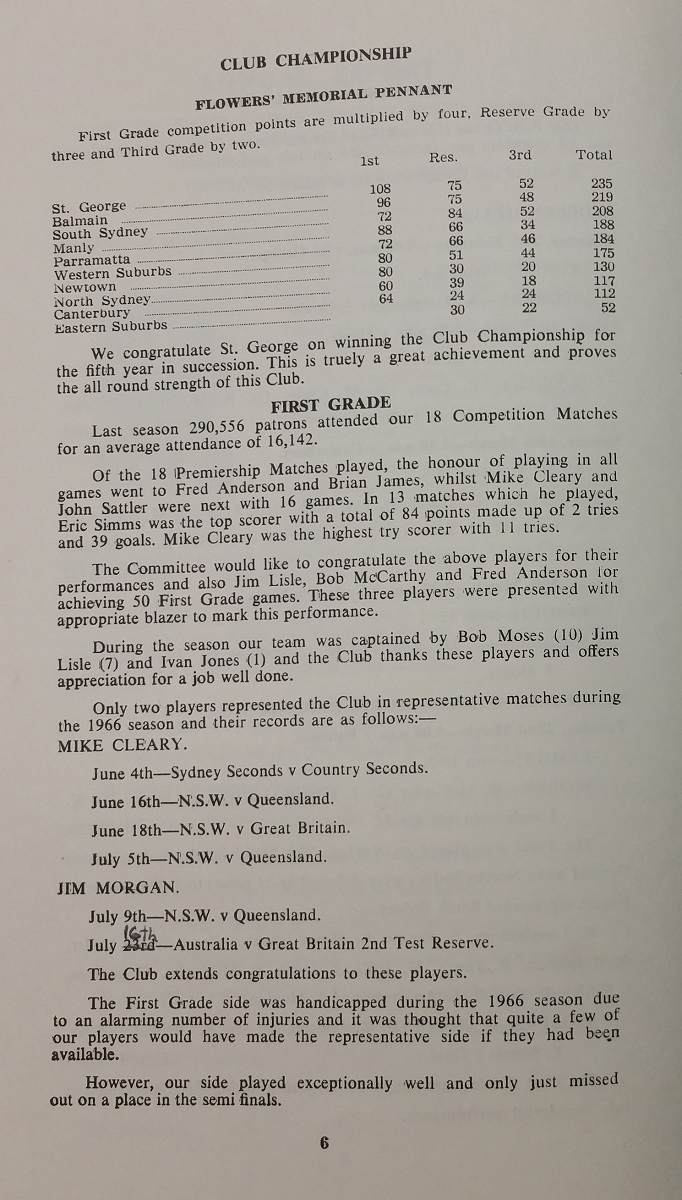 CLUB CHAMPIONSHIP
FLOWERS' MEMORIAL PENNANT
First Grade competition points are multiplied by four, Reserve Grade by
three and Third Grade by two.
1st Res. 3rd Total
St. George 108 75 52 235
Balmain 96 75 48 219
South Sydney 72 84 52 208
Manly 88 66 34 188
Parramatta 72 66 46 184
Western Suburbs 80 51 44 175
Newtown 80 30 20 130
North Sydney 60 39 18 117
Canterbury 64 24 24 112
Eastern Suburbs 30 22 52
We congratulate St. George on winning the Club Championship for
the fifth year in succession. This is truely a great achievement and proves
the all round strength of this Club.
FIRST GRADE
Last season 290,556 patrons attended our 18 Competition Matches
for an average attendance of 16,142.
Of the 18 Premiership Matches played, the honour of playing in all
games went to Fred Anderson and Brian James, whilst Mike Cleary and
John Sattler were next with 16 games. In 13 matches which he played,
Eric Simms was the top scorer with a total of 84 points made up of 2 tries
and 39 goals. Mike Cleary was the highest try scorer with 11 tries.
The Committee would like to congratulate the above players for their
performances and also Jim Lisle, Bob McCarthy and Fred Anderson for
achieving 50 First Grade games. These three players were presented with
appropriate blazer to mark this performance.
During the season our team was captained by Bob Moses (10) Jim
Lisle (7) and Ivan Jones (1) and the Club thanks these players and offers
appreciation for a job well done.
Only two players represented the Club in representative matches during
the 1966 season and their records are as follows:—
MIKE CLEARY.
June 4th—Sydney Seconds v Country Seconds.
June 16th—N.S.W. v Queensland.
June 18th—N.S.W. v Great Britain.
July 5th—N.S.W. v Queensland.
JIM MORGAN.
July 9th—N.S.W. v Queensland.
16th
July 23rd—Australia v Great Britain 2nd Test Reserve.
The Club extends congratulations to these players.
The First Grade side was handicapped during the 1966 season due
to an alarming number of injuries and it was thought that quite a few of
our players would have made the representative side if they had been
available.
However, our side played exceptionally well and only just missed
out on a place in the semi finals.
6